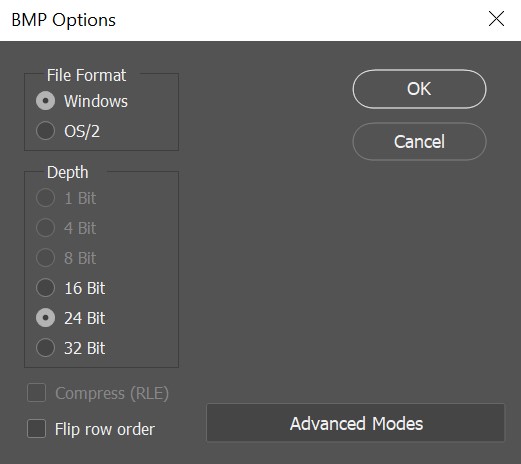 BMP Options
File Format
Windows
OS/2
OK
Cancel
Depth
1 Bit
4 Bit
8 Bit
16 Bit
24 Bit
32 Bit
Compress (RLE)
Flip row order
Advanced Modes